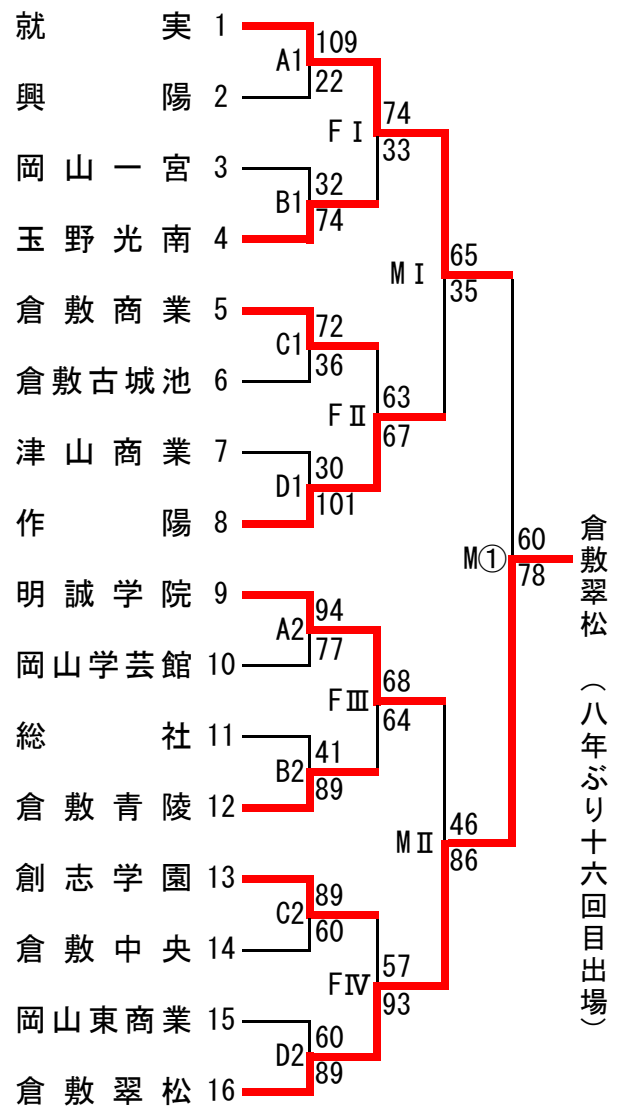 就実 1
109
A1
22
興陽 2
74
FⅠ
33
岡山一宮 3
32
B1
74
玉野光南 4
65
MⅠ
35
倉敷商業 5
72
C1
36
倉敷古城池 6
63
FⅡ
67
津山商業 7
30
D1
101
作陽 8
60
M①
78
倉敷翠松 （八年ぶり十六回目出場）
明誠学院 9
94
A2
77
岡山学芸館 10
68
FⅢ
64
総社 11
41
B2
89
倉敷青陵 12
46
MⅡ
86
創志学園 13
89
C2
60
倉敷中央 14
57
FⅣ
93
岡山東商業 15
60
D2
89
倉敷翠松 16